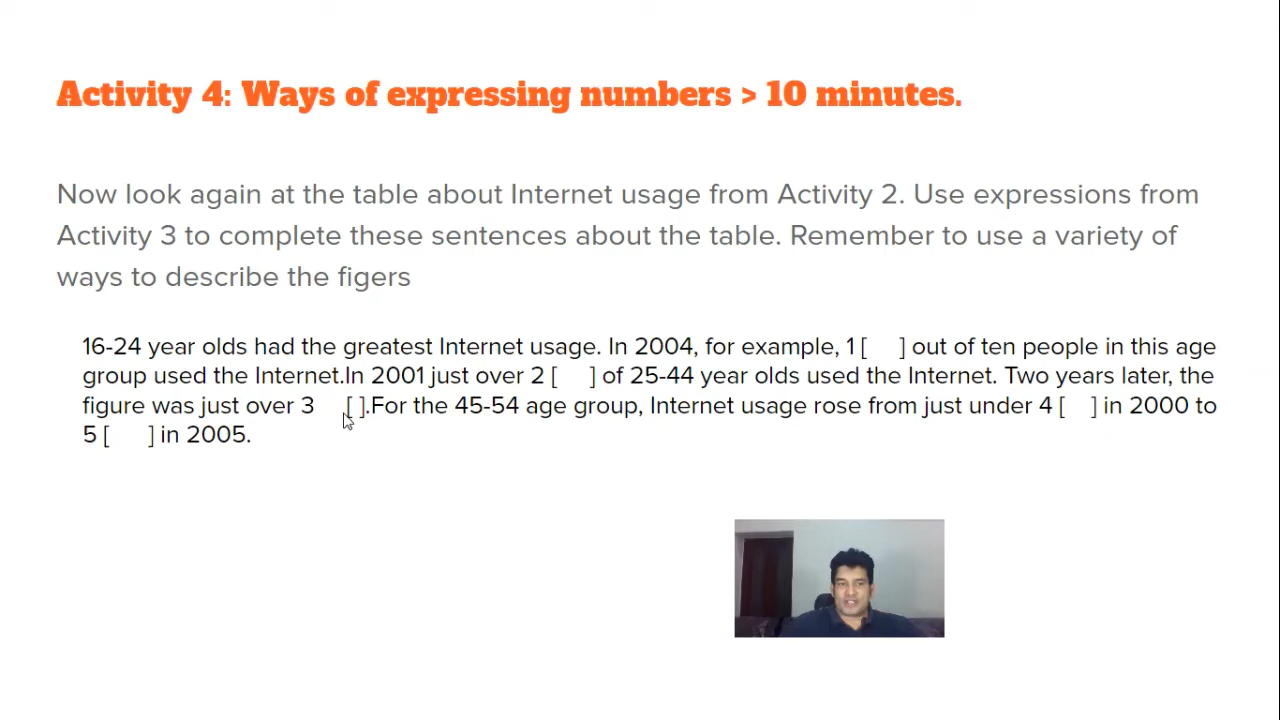 Activity 4: Ways of expressing numbers > 10 minutes.
Now look again at the table about Internet usage from Activity 2. Use expressions from
Activity 3 to complete these sentences about the table. Remember to use a variety of
ways to describe the figers
16-24 year olds had the greatest Internet usage. In 2004, for example, 1 [ ] out of ten people in this age
group used the Internet.In 2001 just over 2 [ ] of 25-44 year olds used the Internet. Two years later, the
figure was just over 3 [ ].For the 45-54 age group, Internet usage rose from just under 4 [ ] in 2000 to
5 [ ] in 2005.